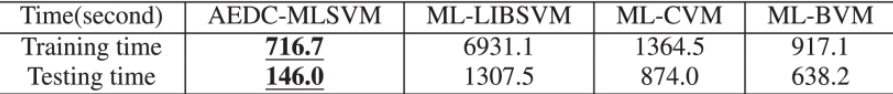 Time(second) AEDC-MLSVM ML-LIBSVM ML-CVM ML-BVM
Training time 716.7 6931.1 1364.5 917.1
Testing time 146.0 1307.5 874.0 638.2